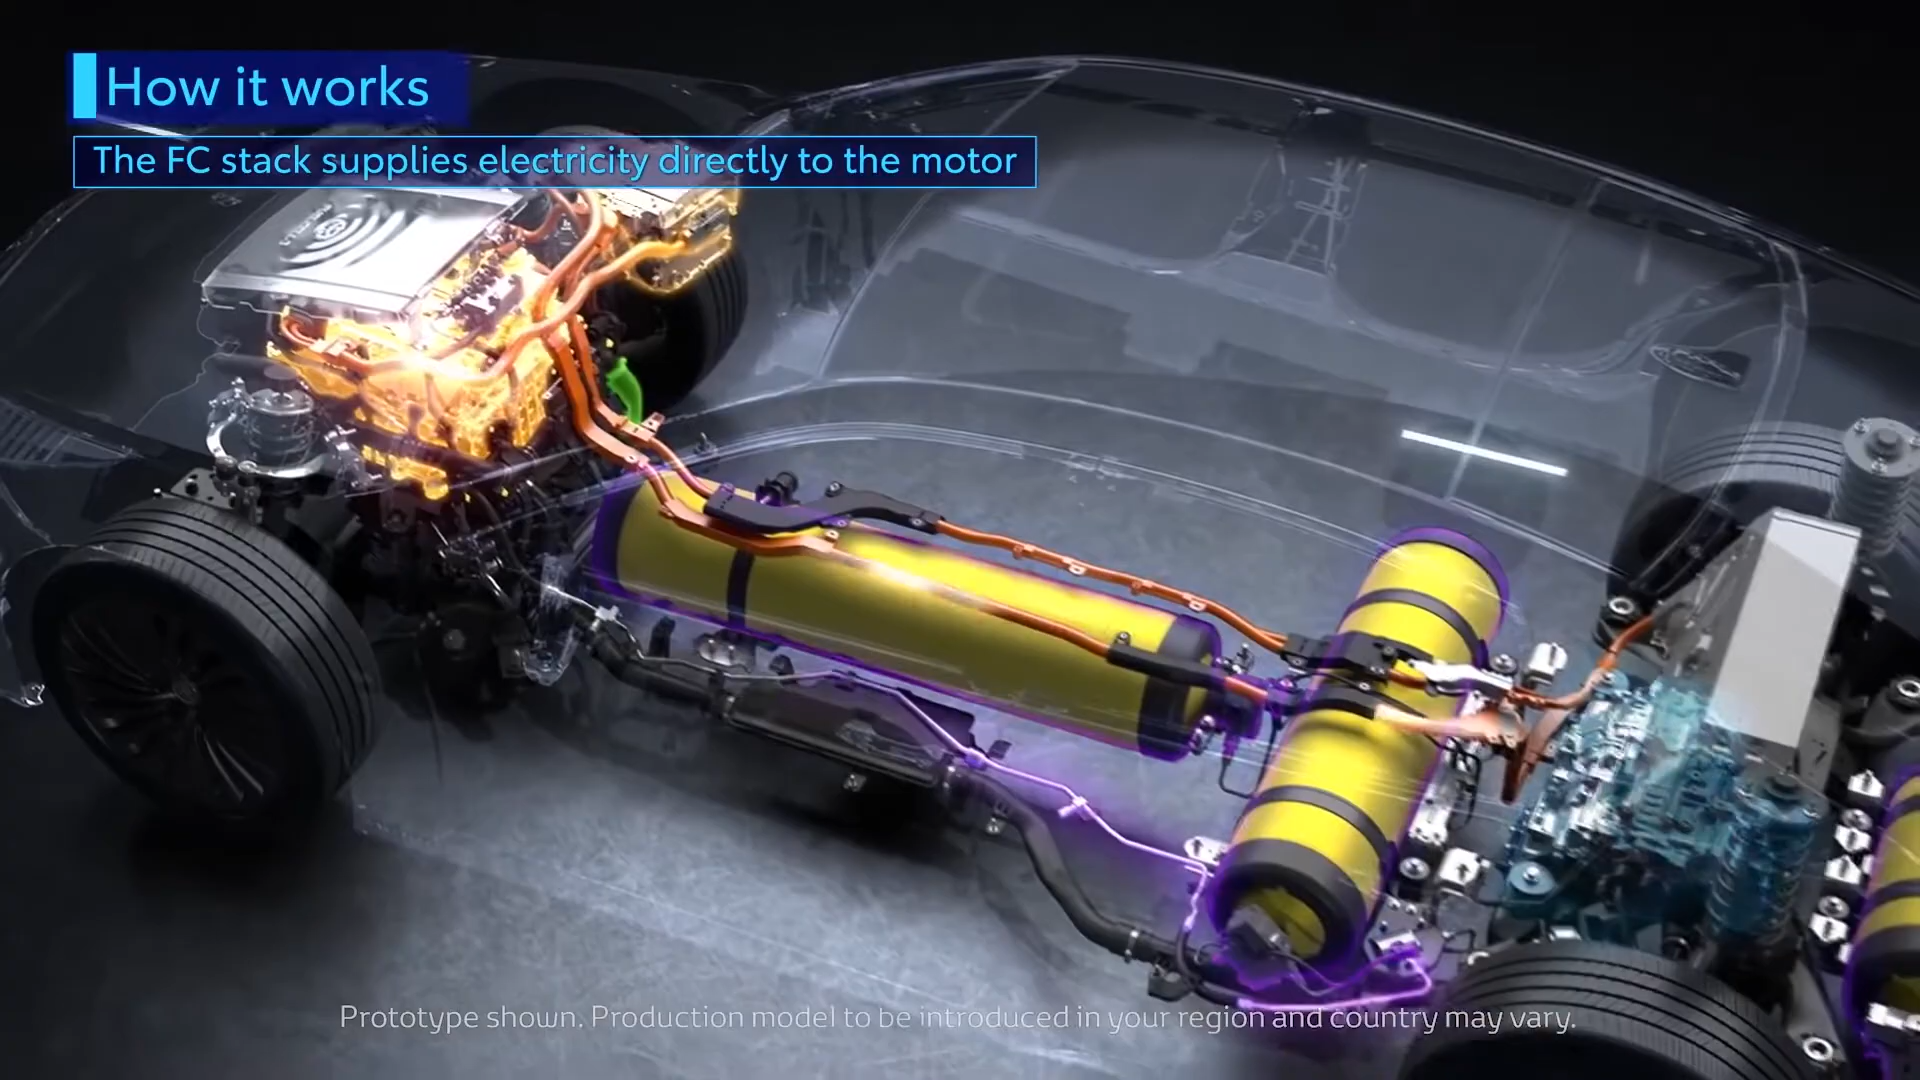 How it works
The FC stack supplies electricity directly to the motor
Prototype shown. Production model to be introduced in your region and country may vary.